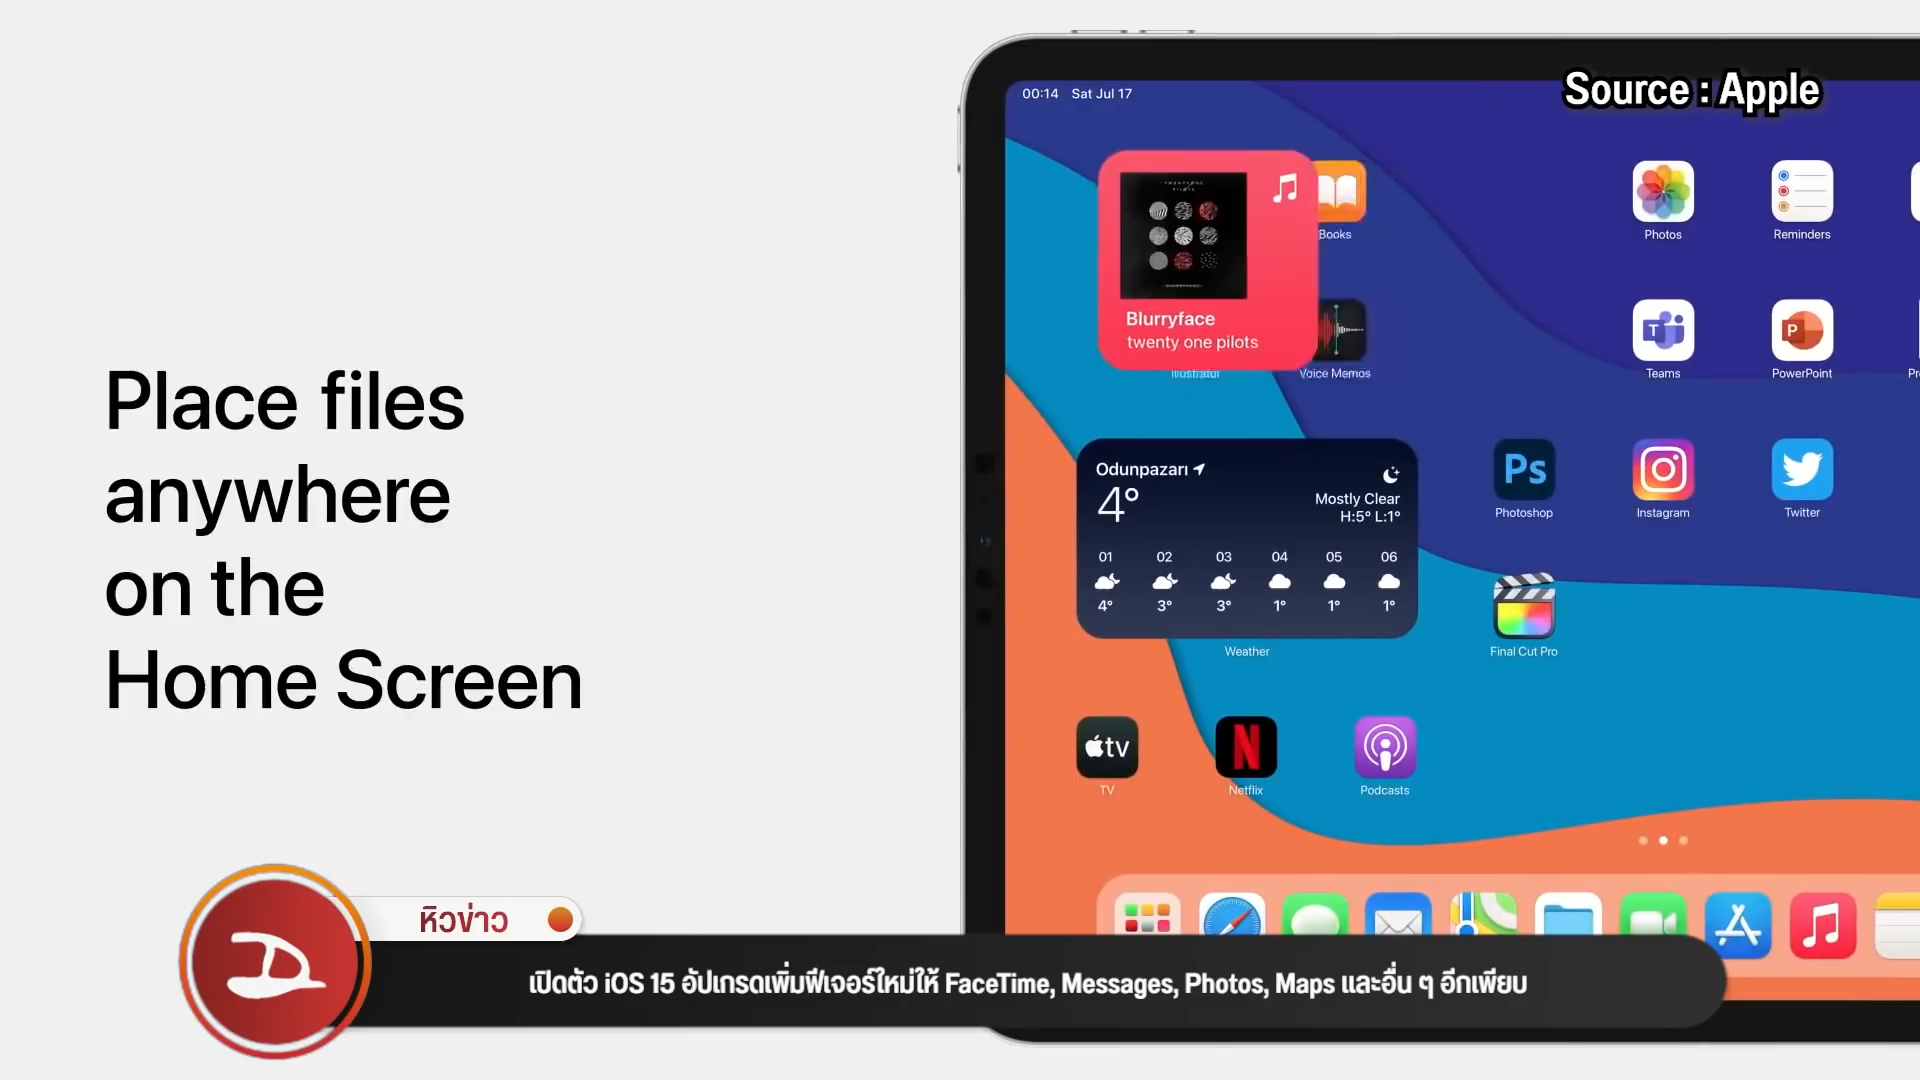 Source : Apple
Place files
anywhere
on the
Home Screen
00:14 Sat Jul 17
Blurryface
twenty one pilots
Books
Photos
Reminders
Illustrator
Voice Memos
Teams
PowerPoint
Odunpazarı
4°
Mostly Clear
H:5° L:1°
01 02 03 04 05 06
4° 3° 3° 1° 1° 1°
Weather
Ps
Photoshop
Instagram
Twitter
Final Cut Pro
tv
TV
N
Netflix
Podcasts
หิวข่าว
เปิดตัว iOS 15 อัปเกรดเพิ่มฟีเจอร์ใหม่ให้ FaceTime, Messages, Photos, Maps และอื่น ๆ อีกเพียบ